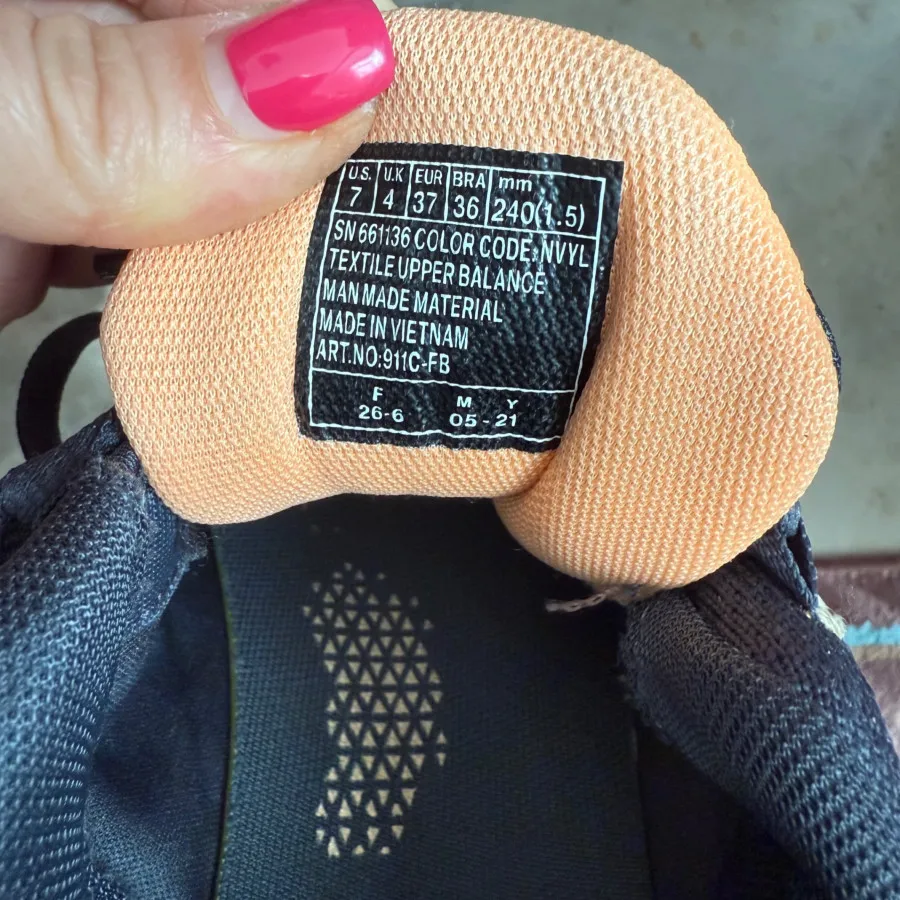 U.S. U.K EUR BRA mm
7 4 37 36 240(1.5)
SN 661136 COLOR CODE:NVYL
TEXTILE UPPER BALANCE
MAN MADE MATERIAL
MADE IN VIETNAM
ART.NO:911C-FB
F M Y
26-6 05-21